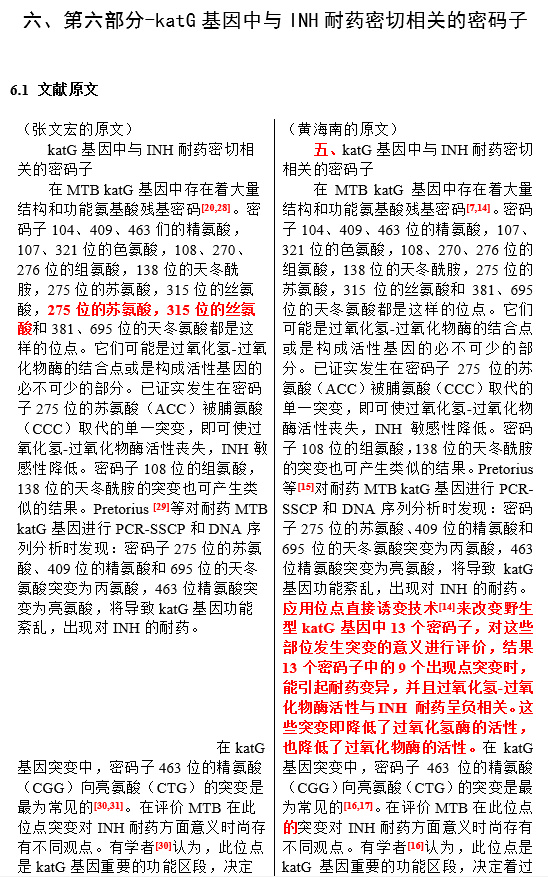 六、第六部分-katG 基因中与 INH 耐药密切相关的密码子
6.1 文献原文
（张文宏的原文）
katG 基因中与 INH 耐药密切相
关的密码子
在 MTB katG 基因中存在着大量
结构和功能氨基酸残基密码[20,28]。密
码子 104、409、463 们的精氨酸，
107、321 位的色氨酸，108、270、
276 位的组氨酸，138 位的天冬酰
胺，275 位的苏氨酸，315 位的丝氨
酸，275 位的苏氨酸，315 位的丝氨
酸和 381、695 位的天冬氨酸都是这
样的位点。它们可能是过氧化氢-过氧
化物酶的结合点或是构成活性基因的
必不可少的部分。已证实发生在密码
子 275 位的苏氨酸（ACC）被脯氨酸
（CCC）取代的单一突变，即可使过
氧化氢-过氧化物酶活性丧失，INH 敏
感性降低。密码子 108 位的组氨酸，
138 位的天冬酰胺的突变也可产生类
似的结果。Pretorius [29]等对耐药 MTB
katG 基因进行 PCR-SSCP 和 DNA 序
列分析时发现：密码子 275 位的苏氨
酸、409 位的精氨酸和 695 位的天冬
氨酸突变为丙氨酸，463 位精氨酸突
变为亮氨酸，将导致 katG 基因功能
紊乱，出现对 INH 的耐药。
在 katG
基因突变中，密码子 463 位的精氨酸
（CGG）向亮氨酸（CTG）的突变是
最为常见的[30,31]。在评价 MTB 在此
位点突变对 INH 耐药方面意义时尚存
有不同观点。有学者[30]认为，此位点
是 katG 基因重要的功能区段，决定
（黄海南的原文）
五、katG 基因中与 INH 耐药密切
相关的密码子
在 MTB katG 基因中存在着大量
结构和功能氨基酸残基密码[7,14]。密码
子 104、409、463 位的精氨酸，107、
321 位的色氨酸，108、270、276 位的
组氨酸，138 位的天冬酰胺，275 位的
苏氨酸，315 位的丝氨酸和 381、695
位的天冬氨酸都是这样的位点。它们
可能是过氧化氢-过氧化物酶的结合点
或是构成活性基因的必不可少的部
分。已证实发生在密码子 275 位的苏氨
酸（ACC）被脯氨酸（CCC）取代的
单一突变，即可使过氧化氢-过氧化物
酶活性丧失，INH 敏感性降低。密码
子 108 位的组氨酸，138 位的天冬酰胺
的突变也可产生类似的结果。Pretorius
等[16]对耐药 MTB katG 基因进行 PCR-
SSCP 和 DNA 序列分析时发现：密码
子 275 位的苏氨酸、409 位的精氨酸和
695 位的天冬氨酸突变为丙氨酸，463
位精氨酸突变为亮氨酸，将导致 katG
基因功能紊乱，出现对 INH 的耐药。
应用位点直接诱变技术[14]来改变野生
型 katG 基因中 13 个密码子，对这些
部位发生突变的意义进行评价，结果
13 个密码子中的 9 个出现点突变时，
能引起耐药变异，并且过氧化氢-过氧
化物酶活性与 INH 耐药呈负相关。这
些突变即降低了过氧化氢酶的活性，
也降低了过氧化物酶的活性。在 katG
基因突变中，密码子 463 位的精氨酸
（CGG）向亮氨酸（CTG）的突变是最
为常见的[16,17]。在评价 MTB 在此位点
的突变对 INH 耐药方面意义时尚存有
不同观点。有学者[16]认为，此位点是
katG 基因重要的功能区段，决定着过